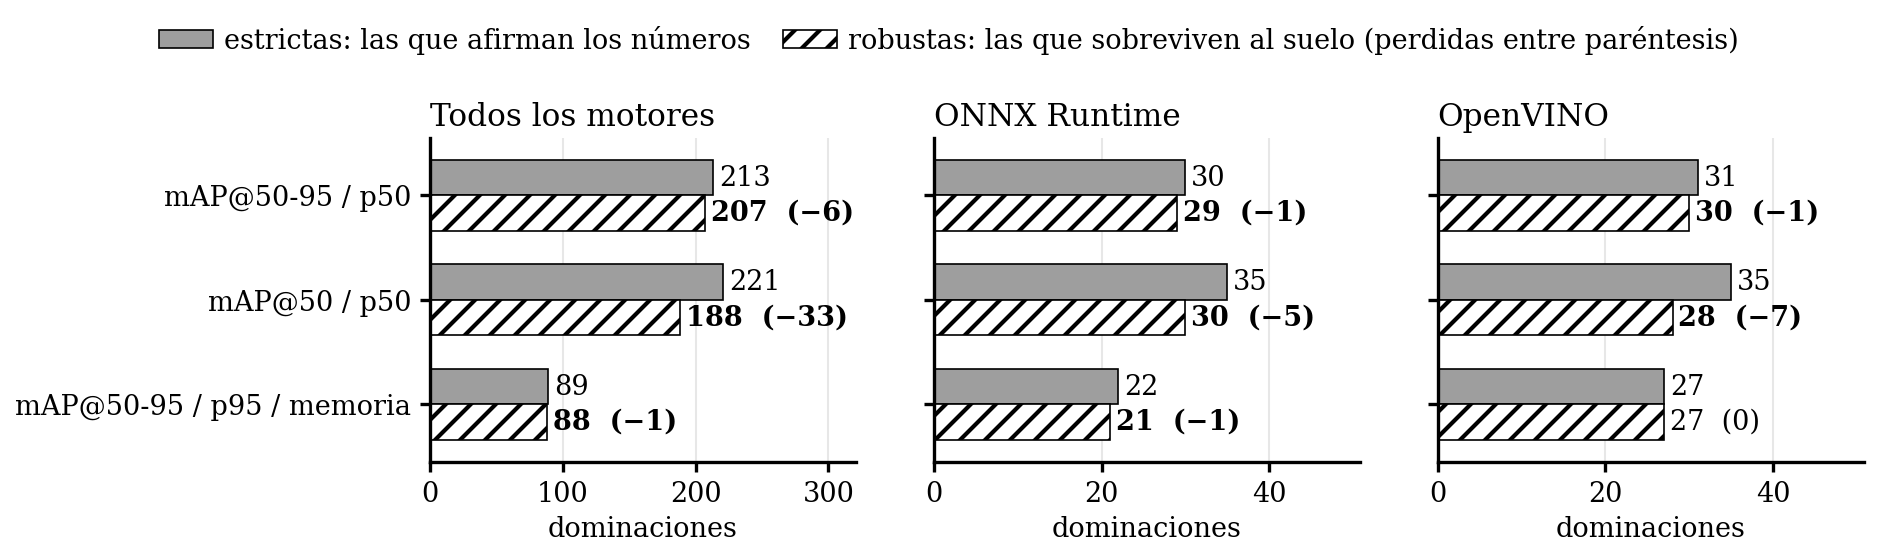 estrictas: las que afirman los números
robustas: las que sobreviven al suelo (perdidas entre paréntesis)
Todos los motores
ONNX Runtime
OpenVINO
mAP@50-95 / p50
213
207 (−6)
30
29 (−1)
31
30 (−1)
mAP@50 / p50
221
188 (−33)
35
30 (−5)
35
28 (−7)
mAP@50-95 / p95 / memoria
89
88 (−1)
22
21 (−1)
27
27 (0)
0 100 200 300
0 20 40
0 20 40
dominaciones
dominaciones
dominaciones